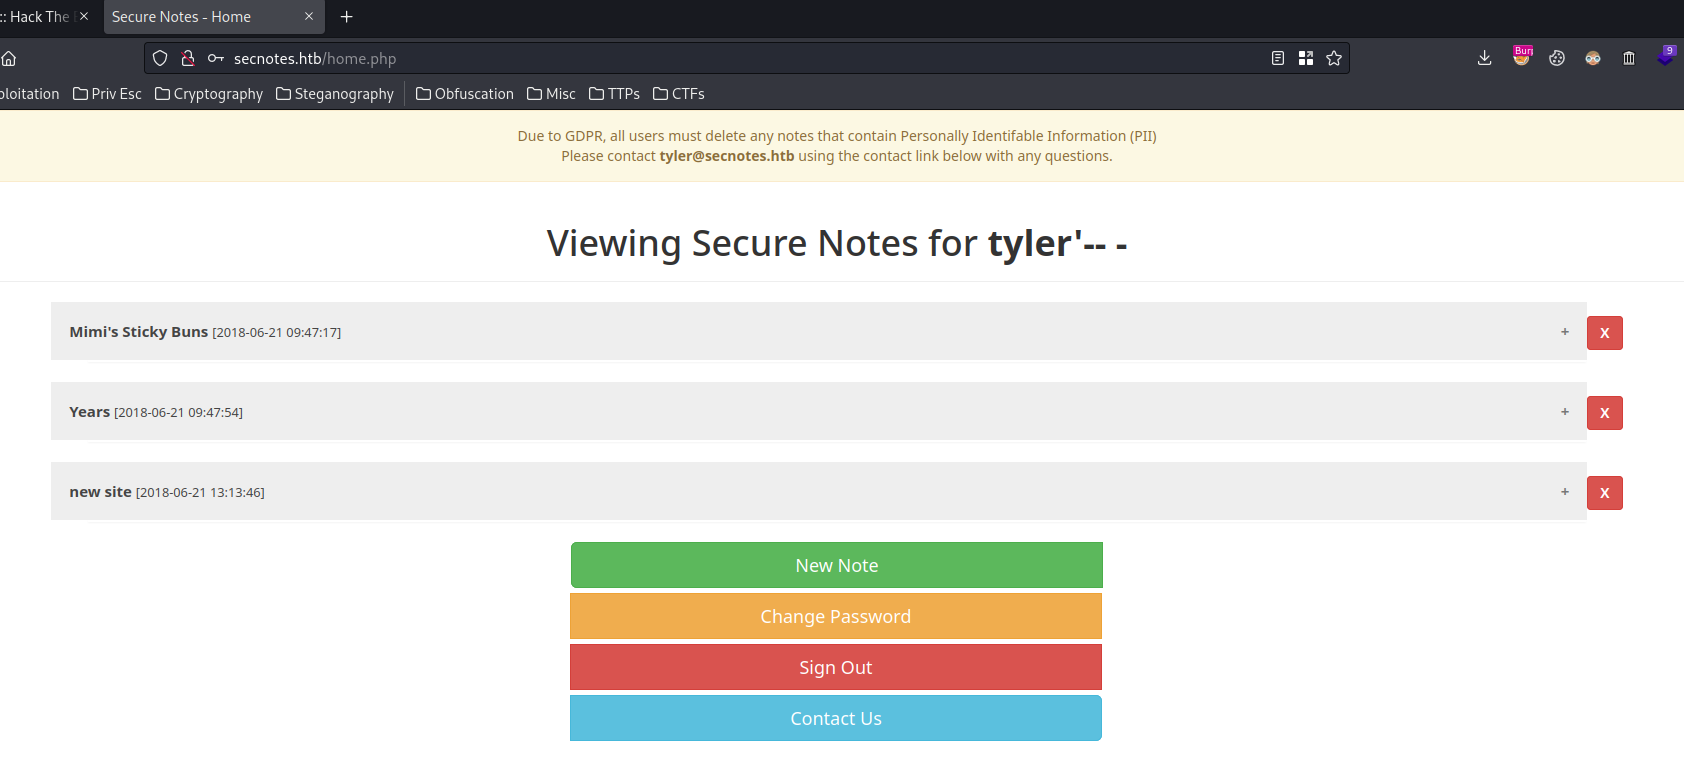 :: Hack The
Secure Notes - Home
secnotes.htb/home.php
Burp
9
ploitation Priv Esc Cryptography Steganography Obfuscation Misc TTPs CTFs
Due to GDPR, all users must delete any notes that contain Personally Identifable Information (PII)
Please contact tyler@secnotes.htb using the contact link below with any questions.
Viewing Secure Notes for tyler'-- -
Mimi's Sticky Buns [2018-06-21 09:47:17] + X
Years [2018-06-21 09:47:54] + X
new site [2018-06-21 13:13:46] + X
New Note
Change Password
Sign Out
Contact Us